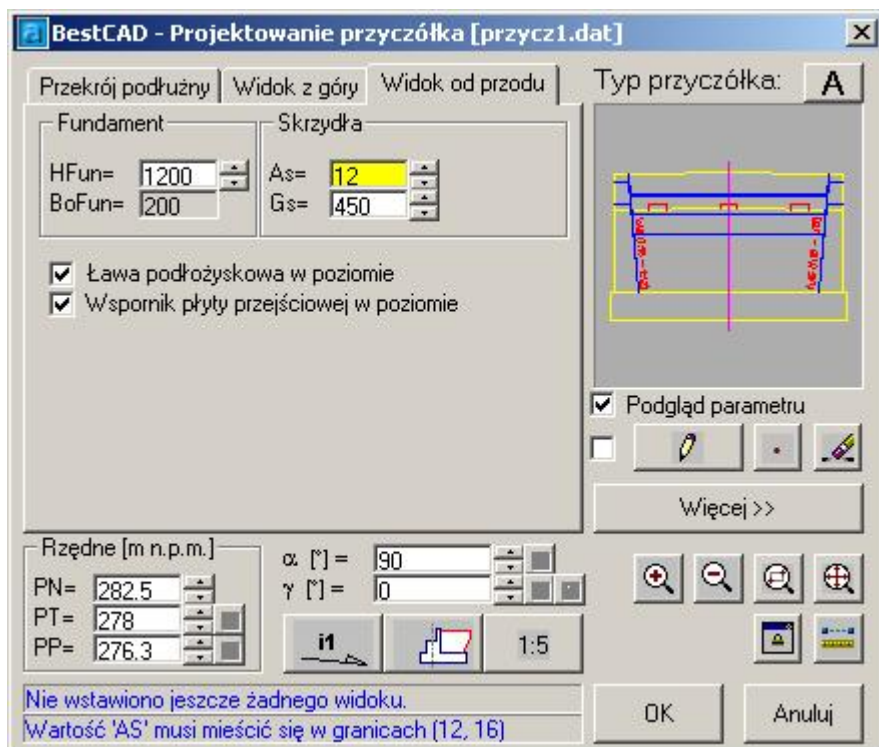 BestCAD - Projektowanie przyczółka [przycz1.dat]
Przekrój podłużny Widok z góry Widok od przodu Typ przyczółka: A
Fundament Skrzydła
HFun= 1200 As= 12
BoFun= 200 Gs= 450
Ława podłożyskowa w poziomie
Wspornik płyty przejściowej w poziomie
Podgląd parametru
Więcej >>
Rzędne [m n.p.m.] α [°] = 90
PN= 282.5 γ [°] = 0
PT= 278
PP= 276.3 i1 1:5
Nie wstawiono jeszcze żadnego widoku.
Wartość 'AS' musi mieścić się w granicach (12, 16)
OK Anuluj